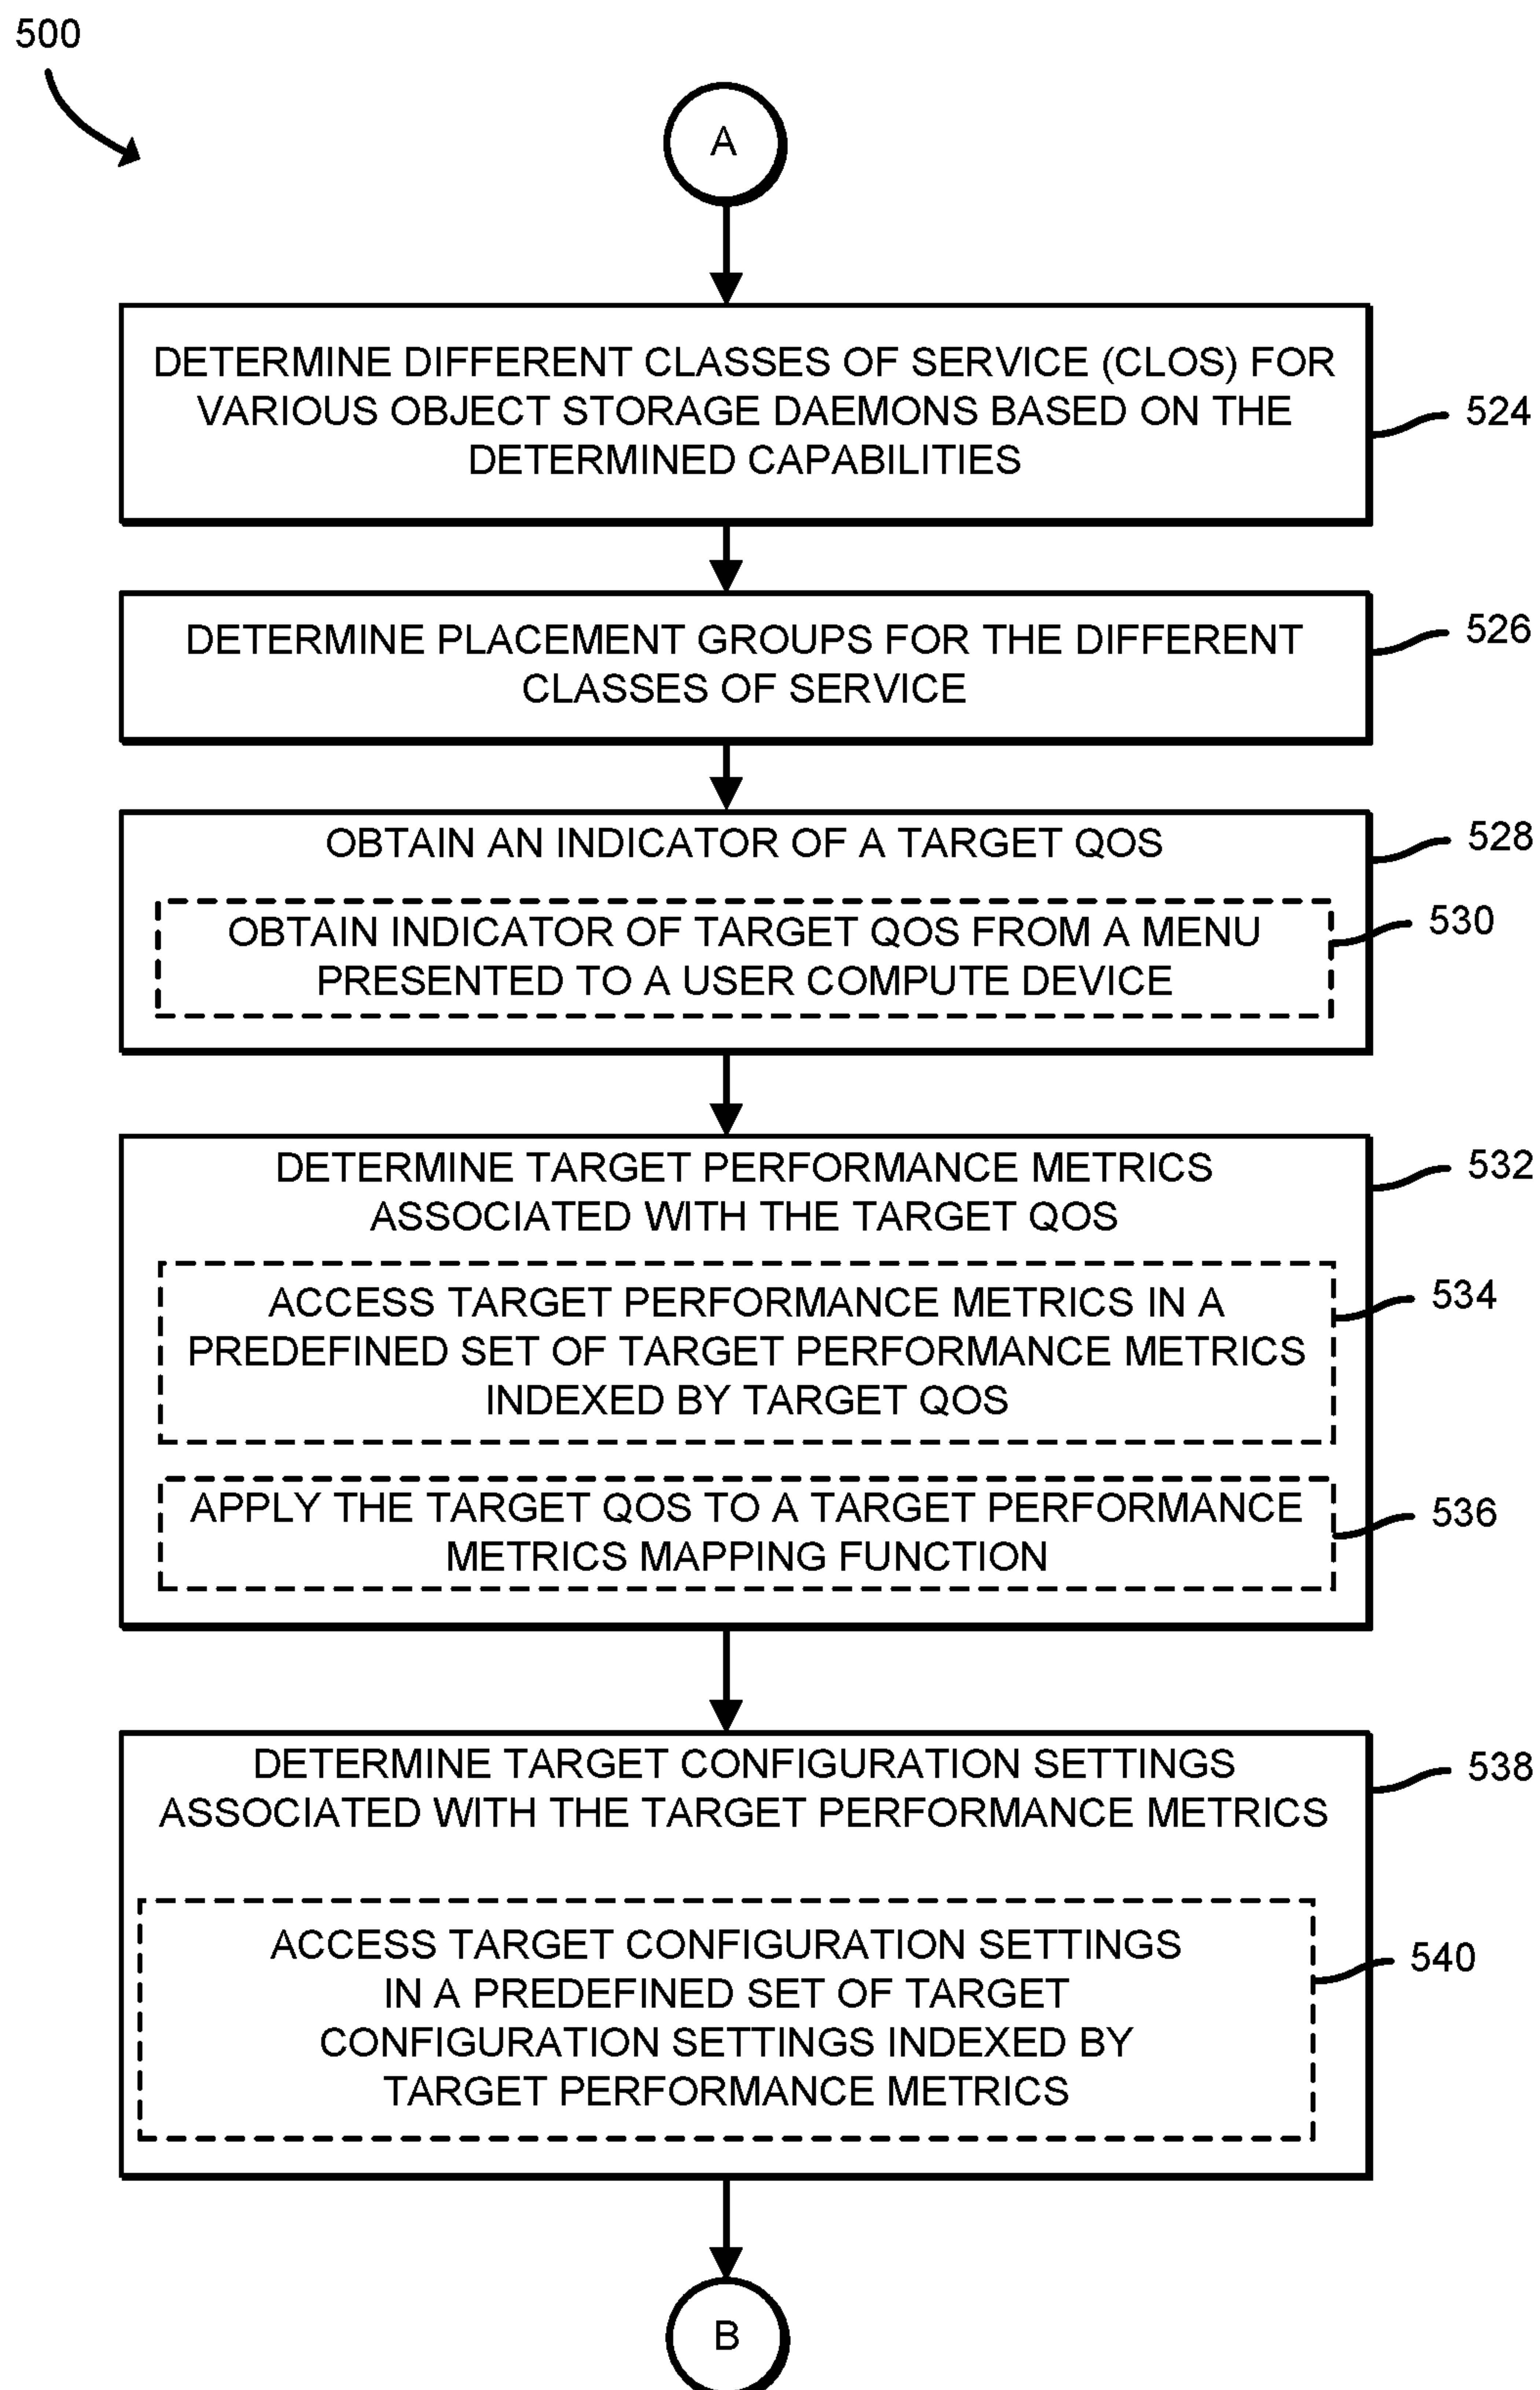 500
A
DETERMINE DIFFERENT CLASSES OF SERVICE (CLOS) FOR
VARIOUS OBJECT STORAGE DAEMONS BASED ON THE
DETERMINED CAPABILITIES
524
DETERMINE PLACEMENT GROUPS FOR THE DIFFERENT
CLASSES OF SERVICE
526
OBTAIN AN INDICATOR OF A TARGET QOS
528
OBTAIN INDICATOR OF TARGET QOS FROM A MENU
PRESENTED TO A USER COMPUTE DEVICE
530
DETERMINE TARGET PERFORMANCE METRICS
ASSOCIATED WITH THE TARGET QOS
532
ACCESS TARGET PERFORMANCE METRICS IN A
PREDEFINED SET OF TARGET PERFORMANCE METRICS
INDEXED BY TARGET QOS
534
APPLY THE TARGET QOS TO A TARGET PERFORMANCE
METRICS MAPPING FUNCTION
536
DETERMINE TARGET CONFIGURATION SETTINGS
ASSOCIATED WITH THE TARGET PERFORMANCE METRICS
538
ACCESS TARGET CONFIGURATION SETTINGS
IN A PREDEFINED SET OF TARGET
CONFIGURATION SETTINGS INDEXED BY
TARGET PERFORMANCE METRICS
540
B